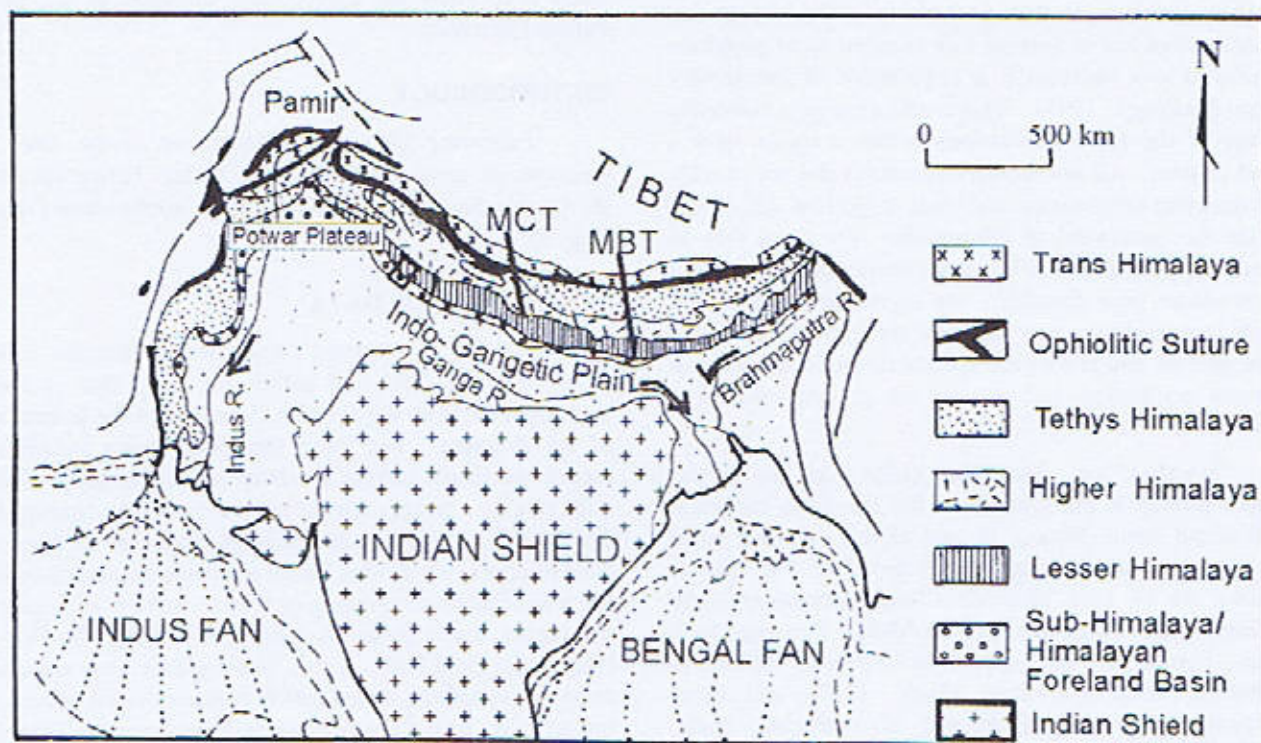 N
0 500 km
Pamir
TIBET
MCT
MBT
Potwar Plateau
Indo-Gangetic Plain
Ganga R.
Brahmaputra R.
Indus R
INDIAN SHIELD
INDUS FAN
BENGAL FAN
Trans Himalaya
Ophiolitic Suture
Tethys Himalaya
Higher Himalaya
Lesser Himalaya
Sub-Himalaya/
Himalayan
Foreland Basin
Indian Shield